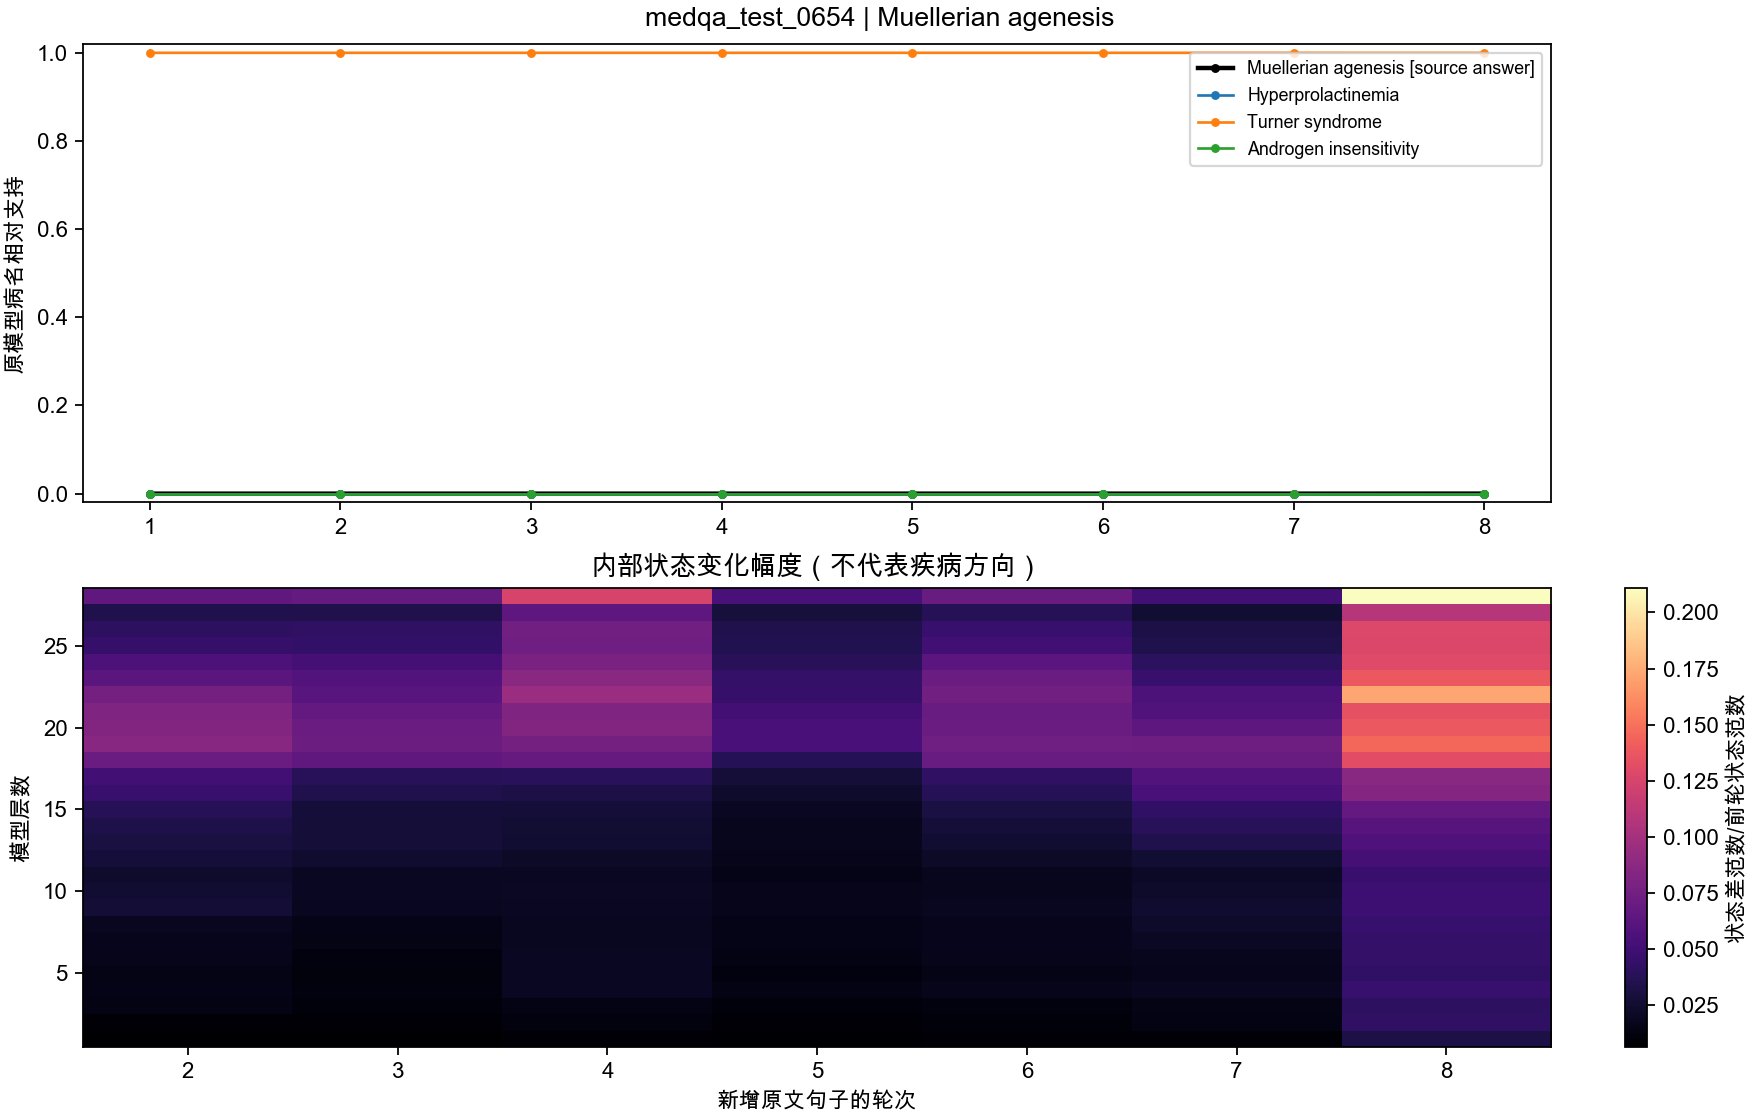 medqa_test_0654 | Muellerian agenesis
原模型病名相对支持
1.0
0.8
0.6
0.4
0.2
0.0
Muellerian agenesis [source answer]
Hyperprolactinemia
Turner syndrome
Androgen insensitivity
1 2 3 4 5 6 7 8
内部状态变化幅度（不代表疾病方向）
模型层数
25
20
15
10
5
2 3 4 5 6 7 8
新增原文句子的轮次
0.200
0.175
0.150
0.125
0.100
0.075
0.050
0.025
状态差范数/前轮状态范数